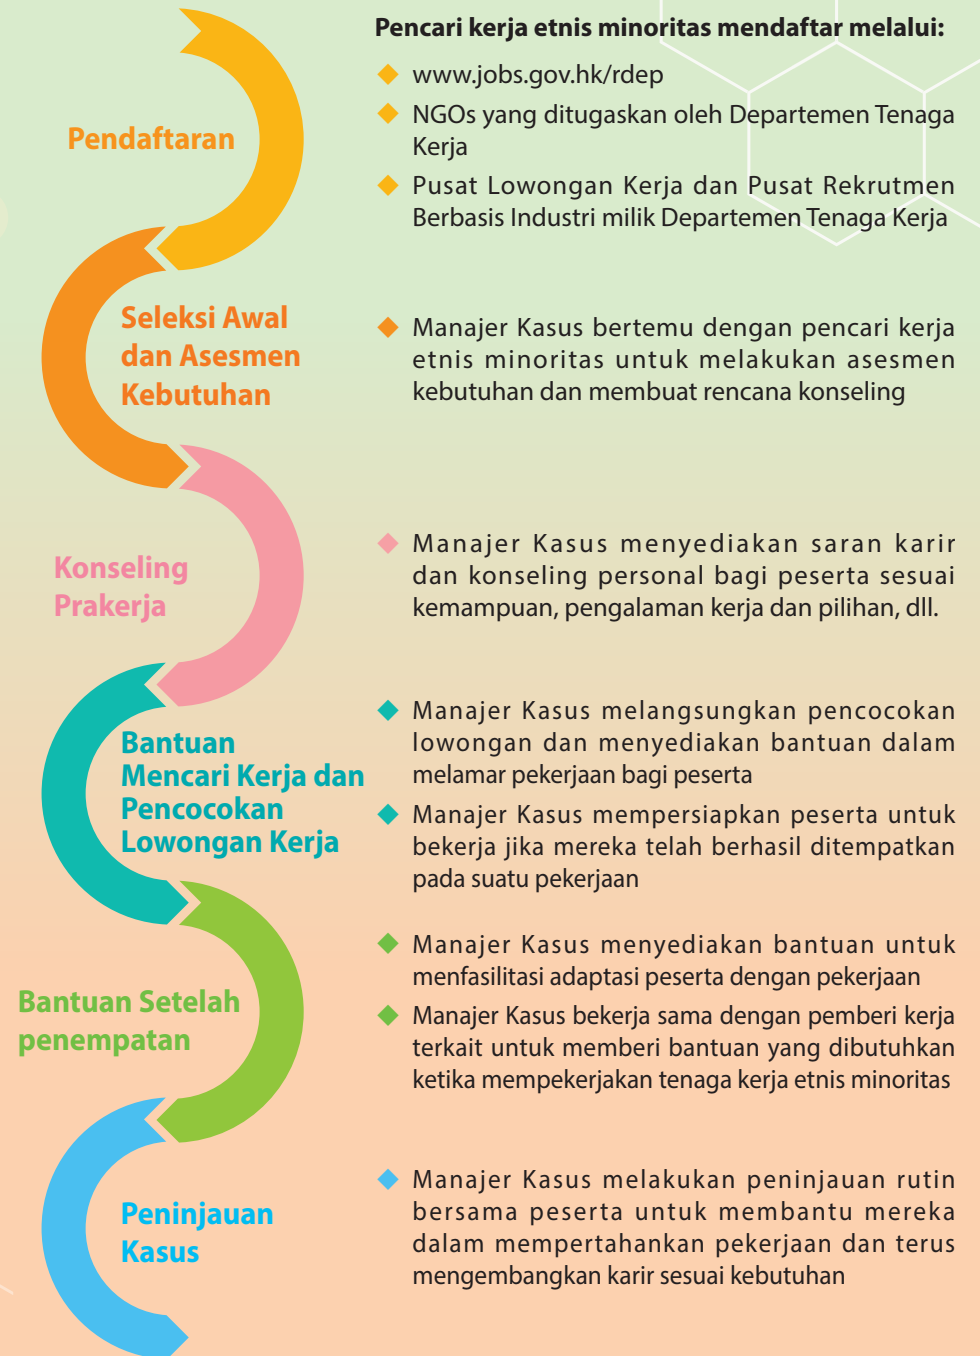 Pencari kerja etnis minoritas mendaftar melalui:
www.jobs.gov.hk/rdep
NGOs yang ditugaskan oleh Departemen Tenaga
Kerja
Pusat Lowongan Kerja dan Pusat Rekrutmen
Berbasis Industri milik Departemen Tenaga Kerja
Pendaftaran
Seleksi Awal
dan Asesmen
Kebutuhan
Manajer Kasus bertemu dengan pencari kerja
etnis minoritas untuk melakukan asesmen
kebutuhan dan membuat rencana konseling
Konseling
Prakerja
Manajer Kasus menyediakan saran karir
dan konseling personal bagi peserta sesuai
kemampuan, pengalaman kerja dan pilihan, dll.
Bantuan
Mencari Kerja dan
Pencocokan
Lowongan Kerja
Manajer Kasus melangsungkan pencocokan
lowongan dan menyediakan bantuan dalam
melamar pekerjaan bagi peserta
Manajer Kasus mempersiapkan peserta untuk
bekerja jika mereka telah berhasil ditempatkan
pada suatu pekerjaan
Bantuan Setelah
penempatan
Manajer Kasus menyediakan bantuan untuk
menfasilitasi adaptasi peserta dengan pekerjaan
Manajer Kasus bekerja sama dengan pemberi kerja
terkait untuk memberi bantuan yang dibutuhkan
ketika mempekerjakan tenaga kerja etnis minoritas
Peninjauan
Kasus
Manajer Kasus melakukan peninjauan rutin
bersama peserta untuk membantu mereka
dalam mempertahankan pekerjaan dan terus
mengembangkan karir sesuai kebutuhan